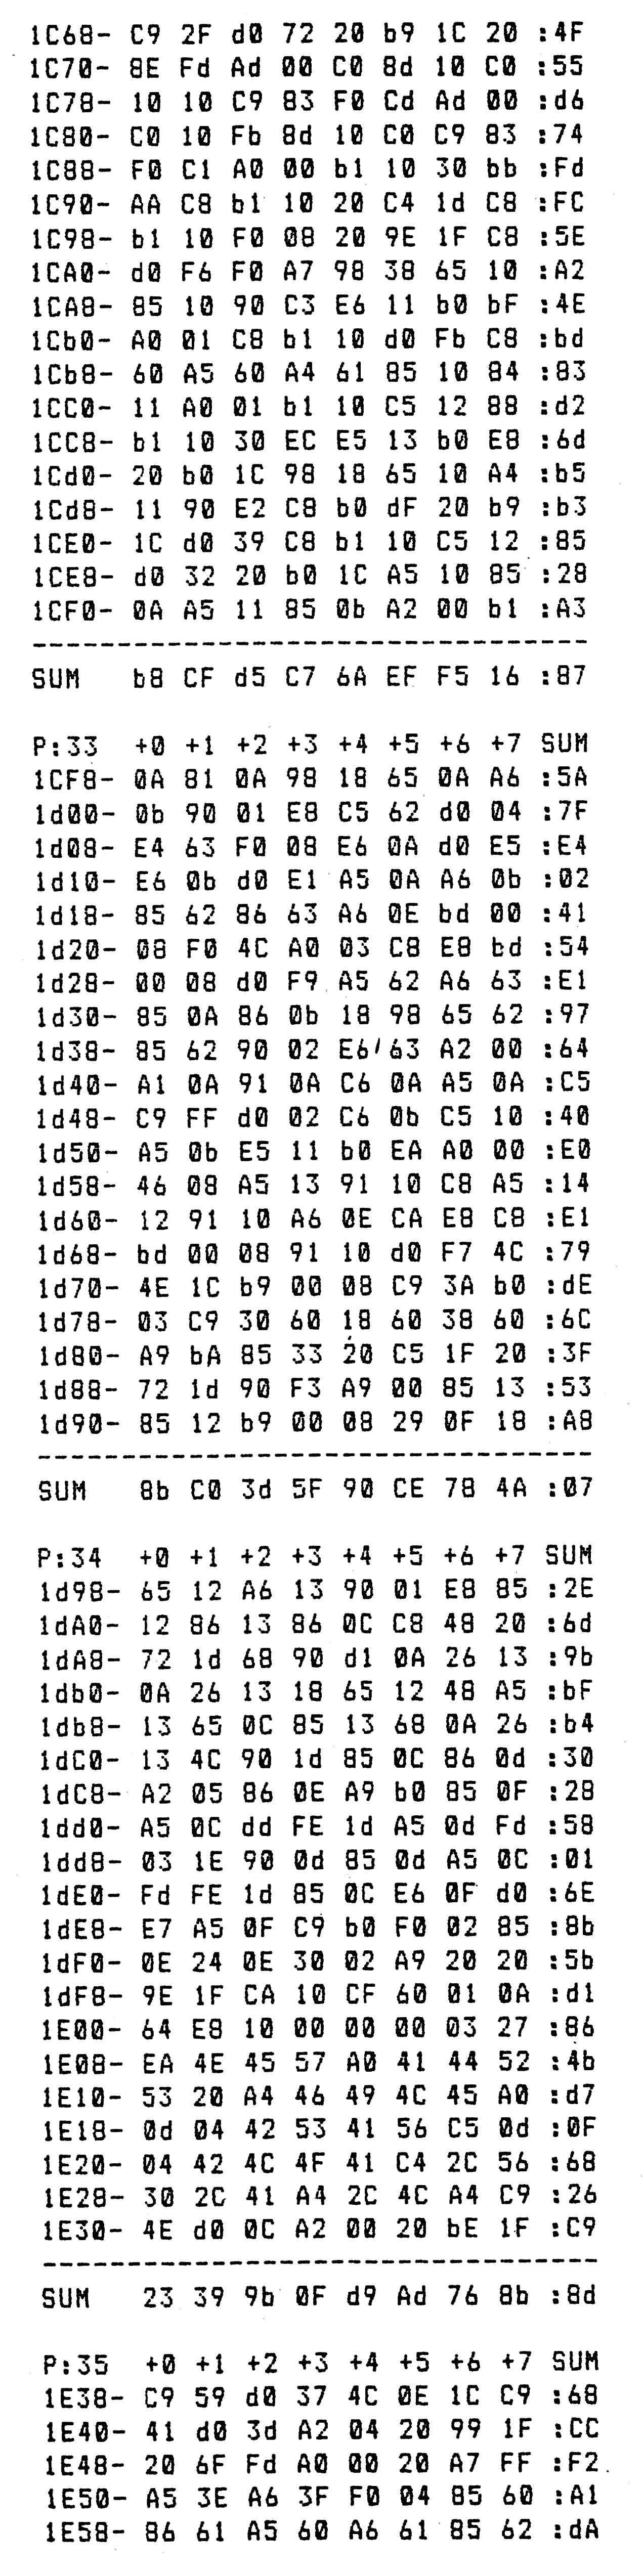 1C68- C9 2F d0 72 20 b9 1C 20 :4F
1C70- 8E Fd Ad 00 C0 8d 10 C0 :55
1C78- 10 10 C9 83 F0 Cd Ad 00 :d6
1C80- C0 10 Fb 8d 10 C0 C9 83 :74
1C88- F0 C1 A0 00 b1 10 30 bb :Fd
1C90- AA C8 b1 10 20 C4 1d C8 :FC
1C98- b1 10 F0 08 20 9E 1F C8 :5E
1CA0- d0 F6 F0 A7 98 38 65 10 :A2
1CA8- 85 10 90 C3 E6 11 b0 bF :4E
1Cb0- A0 01 C8 b1 10 d0 Fb C8 :bd
1Cb8- 60 A5 60 A4 61 85 10 84 :83
1CC0- 11 A0 01 b1 10 C5 12 88 :d2
1CC8- b1 10 30 EC E5 13 b0 E8 :6d
1Cd0- 20 b0 1C 98 18 65 10 A4 :b5
1Cd8- 11 90 E2 C8 b0 dF 20 b9 :b3
1CE0- 1C d0 39 C8 b1 10 C5 12 :85
1CE8- d0 32 20 b0 1C A5 10 85 :28
1CF0- 0A A5 11 85 0b A2 00 b1 :A3
-----------------------------------
SUM b8 CF d5 C7 6A EF F5 16 :87
P:33 +0 +1 +2 +3 +4 +5 +6 +7 SUM
1CF8- 0A 81 0A 98 18 65 0A A6 :5A
1d00- 0b 90 01 E8 C5 62 d0 04 :7F
1d08- E4 63 F0 08 E6 0A d0 E5 :E4
1d10- E6 0b d0 E1 A5 0A A6 0b :02
1d18- 85 62 86 63 A6 0E bd 00 :41
1d20- 08 F0 4C A0 03 C8 E8 bd :54
1d28- 00 08 d0 F9 A5 62 A6 63 :E1
1d30- 85 0A 86 0b 18 98 65 62 :97
1d38- 85 62 90 02 E6 63 A2 00 :64
1d40- A1 0A 91 0A C6 0A A5 0A :C5
1d48- C9 FF d0 02 C6 0b C5 10 :40
1d50- A5 0b E5 11 b0 EA A0 00 :E0
1d58- 46 08 A5 13 91 10 C8 A5 :14
1d60- 12 91 10 A6 0E CA E8 C8 :E1
1d68- bd 00 08 91 10 d0 F7 4C :79
1d70- 4E 1C b9 00 08 C9 3A b0 :dE
1d78- 03 C9 30 60 18 60 38 60 :6C
1d80- A9 bA 85 33 20 C5 1F 20 :3F
1d88- 72 1d 90 F3 A9 00 85 13 :53
1d90- 85 12 b9 00 08 29 0F 18 :A8
-----------------------------------
SUM 8b C0 3d 5F 90 CE 78 4A :07
P:34 +0 +1 +2 +3 +4 +5 +6 +7 SUM
1d98- 65 12 A6 13 90 01 E8 85 :2E
1dA0- 12 86 13 86 0C C8 48 20 :6d
1dA8- 72 1d 68 90 d1 0A 26 13 :9b
1db0- 0A 26 13 18 65 12 48 A5 :bF
1db8- 13 65 0C 85 13 68 0A 26 :b4
1dC0- 13 4C 90 1d 85 0C 86 0d :30
1dC8- A2 05 86 0E A9 b0 85 0F :28
1dd0- A5 0C dd FE 1d A5 0d Fd :58
1dd8- 03 1E 90 0d 85 0d A5 0C :01
1dE0- Fd FE 1d 85 0C E6 0F d0 :6E
1dE8- E7 A5 0F C9 b0 F0 02 85 :8b
1dF0- 0E 24 0E 30 02 A9 20 20 :5b
1dF8- 9E 1F CA 10 CF 60 01 0A :d1
1E00- 64 E8 10 00 00 00 03 27 :86
1E08- EA 4E 45 57 A0 41 44 52 :4b
1E10- 53 20 A4 46 49 4C 45 A0 :d7
1E18- 0d 04 42 53 41 56 C5 0d :0F
1E20- 04 42 4C 4F 41 C4 2C 56 :68
1E28- 30 2C 41 A4 2C 4C A4 C9 :26
1E30- 4E d0 0C A2 00 20 bE 1F :C9
-----------------------------------
SUM 23 39 9b 0F d9 Ad 76 8b :8d
P:35 +0 +1 +2 +3 +4 +5 +6 +7 SUM
1E38- C9 59 d0 37 4C 0E 1C C9 :68
1E40- 41 d0 3d A2 04 20 99 1F :CC
1E48- 20 6F Fd A0 00 20 A7 FF :F2
1E50- A5 3E A6 3F F0 04 85 60 :A1
1E58- 86 61 A5 60 A6 61 85 62 :dA